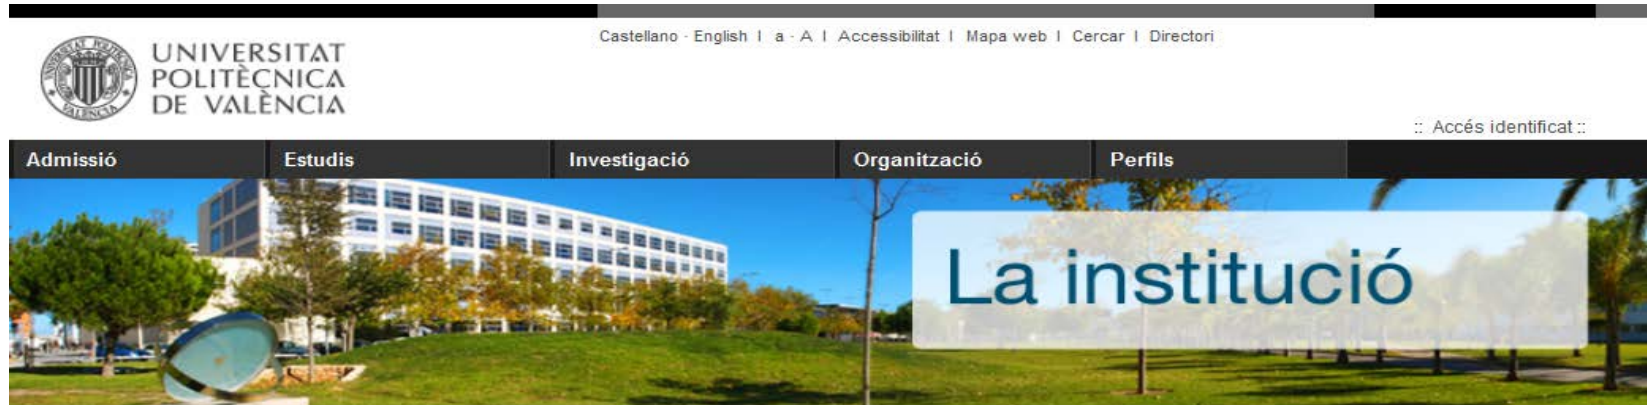 Castellano · English | a · A | Accessibilitat | Mapa web | Cercar | Directori
UNIVERSITAT
POLITÈCNICA
DE VALÈNCIA
:: Accés identificat ::
Admissió Estudis Investigació Organització Perfils
La institució